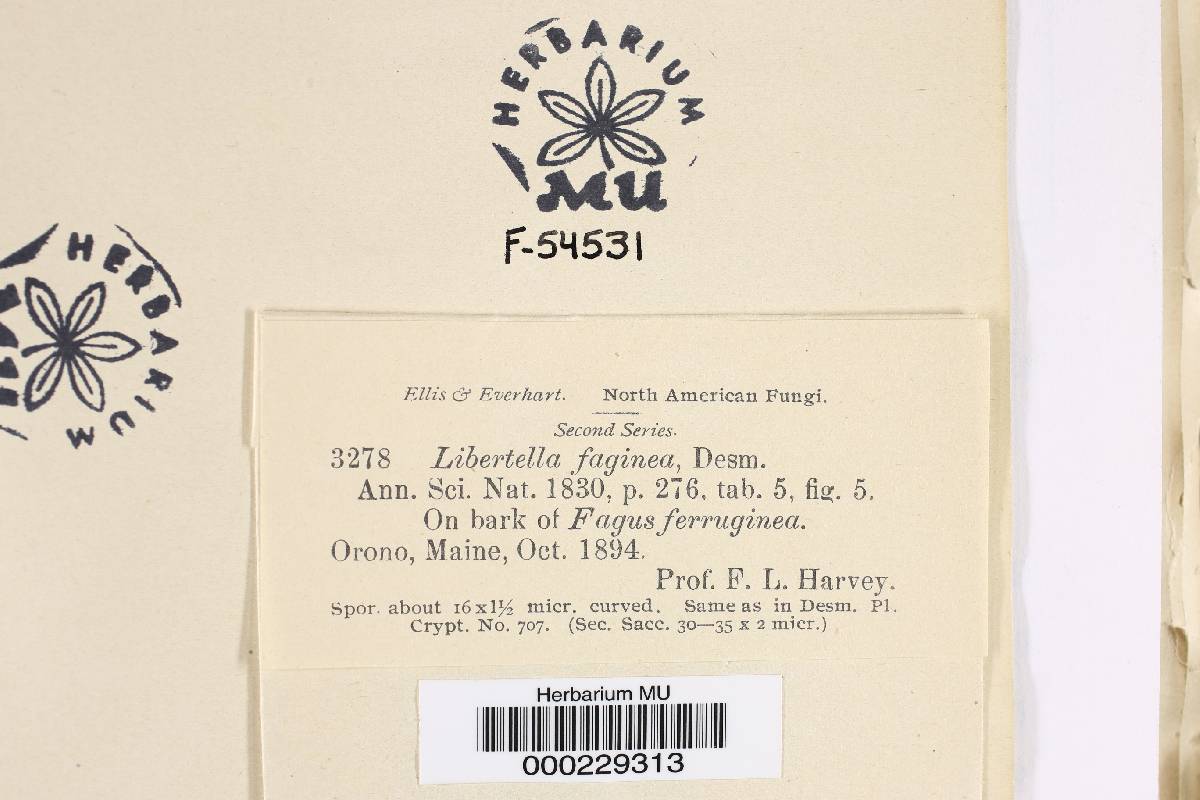 HERBARIUM
MU
F-54531
HERBARIUM
MU
Ellis & Everhart. North American Fungi.
Second Series.
3278 Libertella faginea, Desm.
Ann. Sci. Nat. 1830, p. 276, tab. 5, fig. 5.
On bark of Fagus ferruginea.
Orono, Maine, Oct. 1894.
Prof. F. L. Harvey.
Spor. about 16x1½ micr. curved. Same as in Desm. Pl.
Crypt. No. 707. (Sec. Sacc. 30—35 x 2 micr.)
Herbarium MU
000229313